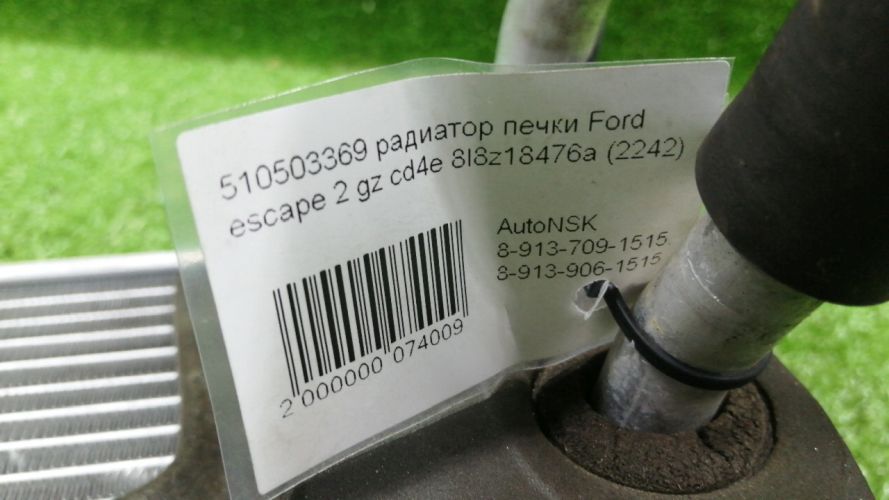 510503369 радиатор печки Ford
escape 2 gz cd4e 8l8z18476a (2242)
AutoNSK
8-913-709-1515
8-913-906-1515
2 000000 074009